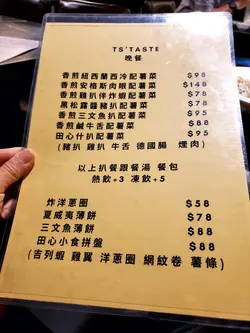 TS'TASTE
晚餐
香煎紐西蘭西冷配薯菜 $98
香煎安格斯肉眼配薯菜 $148
香煎雞扒伴炸蝦配薯菜 $78
黑松露醬豬扒配薯菜 $78
香煎三文魚扒配薯菜 $95
香煎鹹牛舌配薯菜 $88
田心什扒配薯菜 $95
(豬扒 雞扒 牛舌 德國腸 煙肉)
以上扒餐跟餐湯 餐包
熱飲+3 凍飲+5
炸洋蔥圈 $58
夏威夷薄餅 $78
三文魚薄餅 $88
田心小食拼盤 $88
(吉列蝦 雞翼 洋蔥圈 網紋卷 薯條)